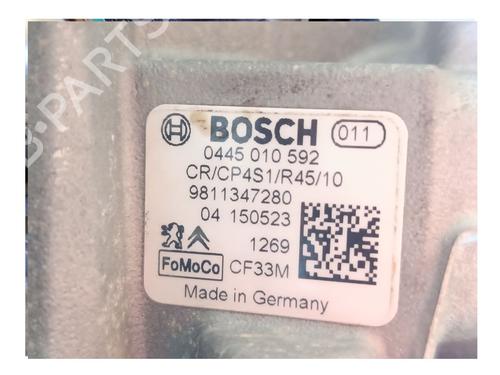 BOSCH 011
0445 010 592
CR/CP4S1/R45/10
9811347280
04 150523
1269
FoMoCo CF33M
Made in Germany
B-PARTS